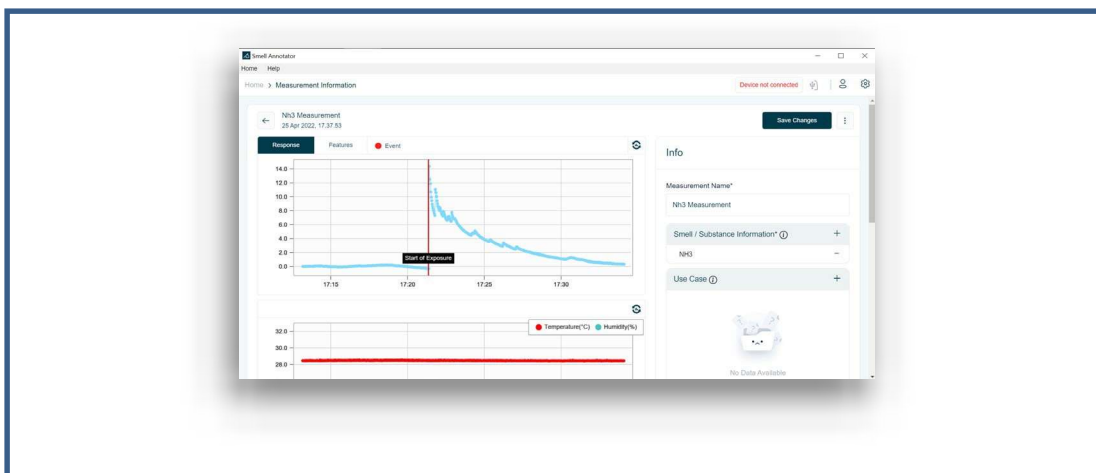 Smell Annotator
Home Help
Home > Measurement Information
Device not connected
Nh3 Measurement
25 Apr 2022, 17.37.53
Save Changes
Response Features Event
14.0
12.0
10.0
8.0
6.0
4.0
2.0
0.0
Start of Exposure
17:15 17:20 17:25 17:30
Temperature(°C) Humidity(%)
32.0
30.0
28.0
Info
Measurement Name*
Nh3 Measurement
Smell / Substance Information*
NH3
Use Case
No Data Available